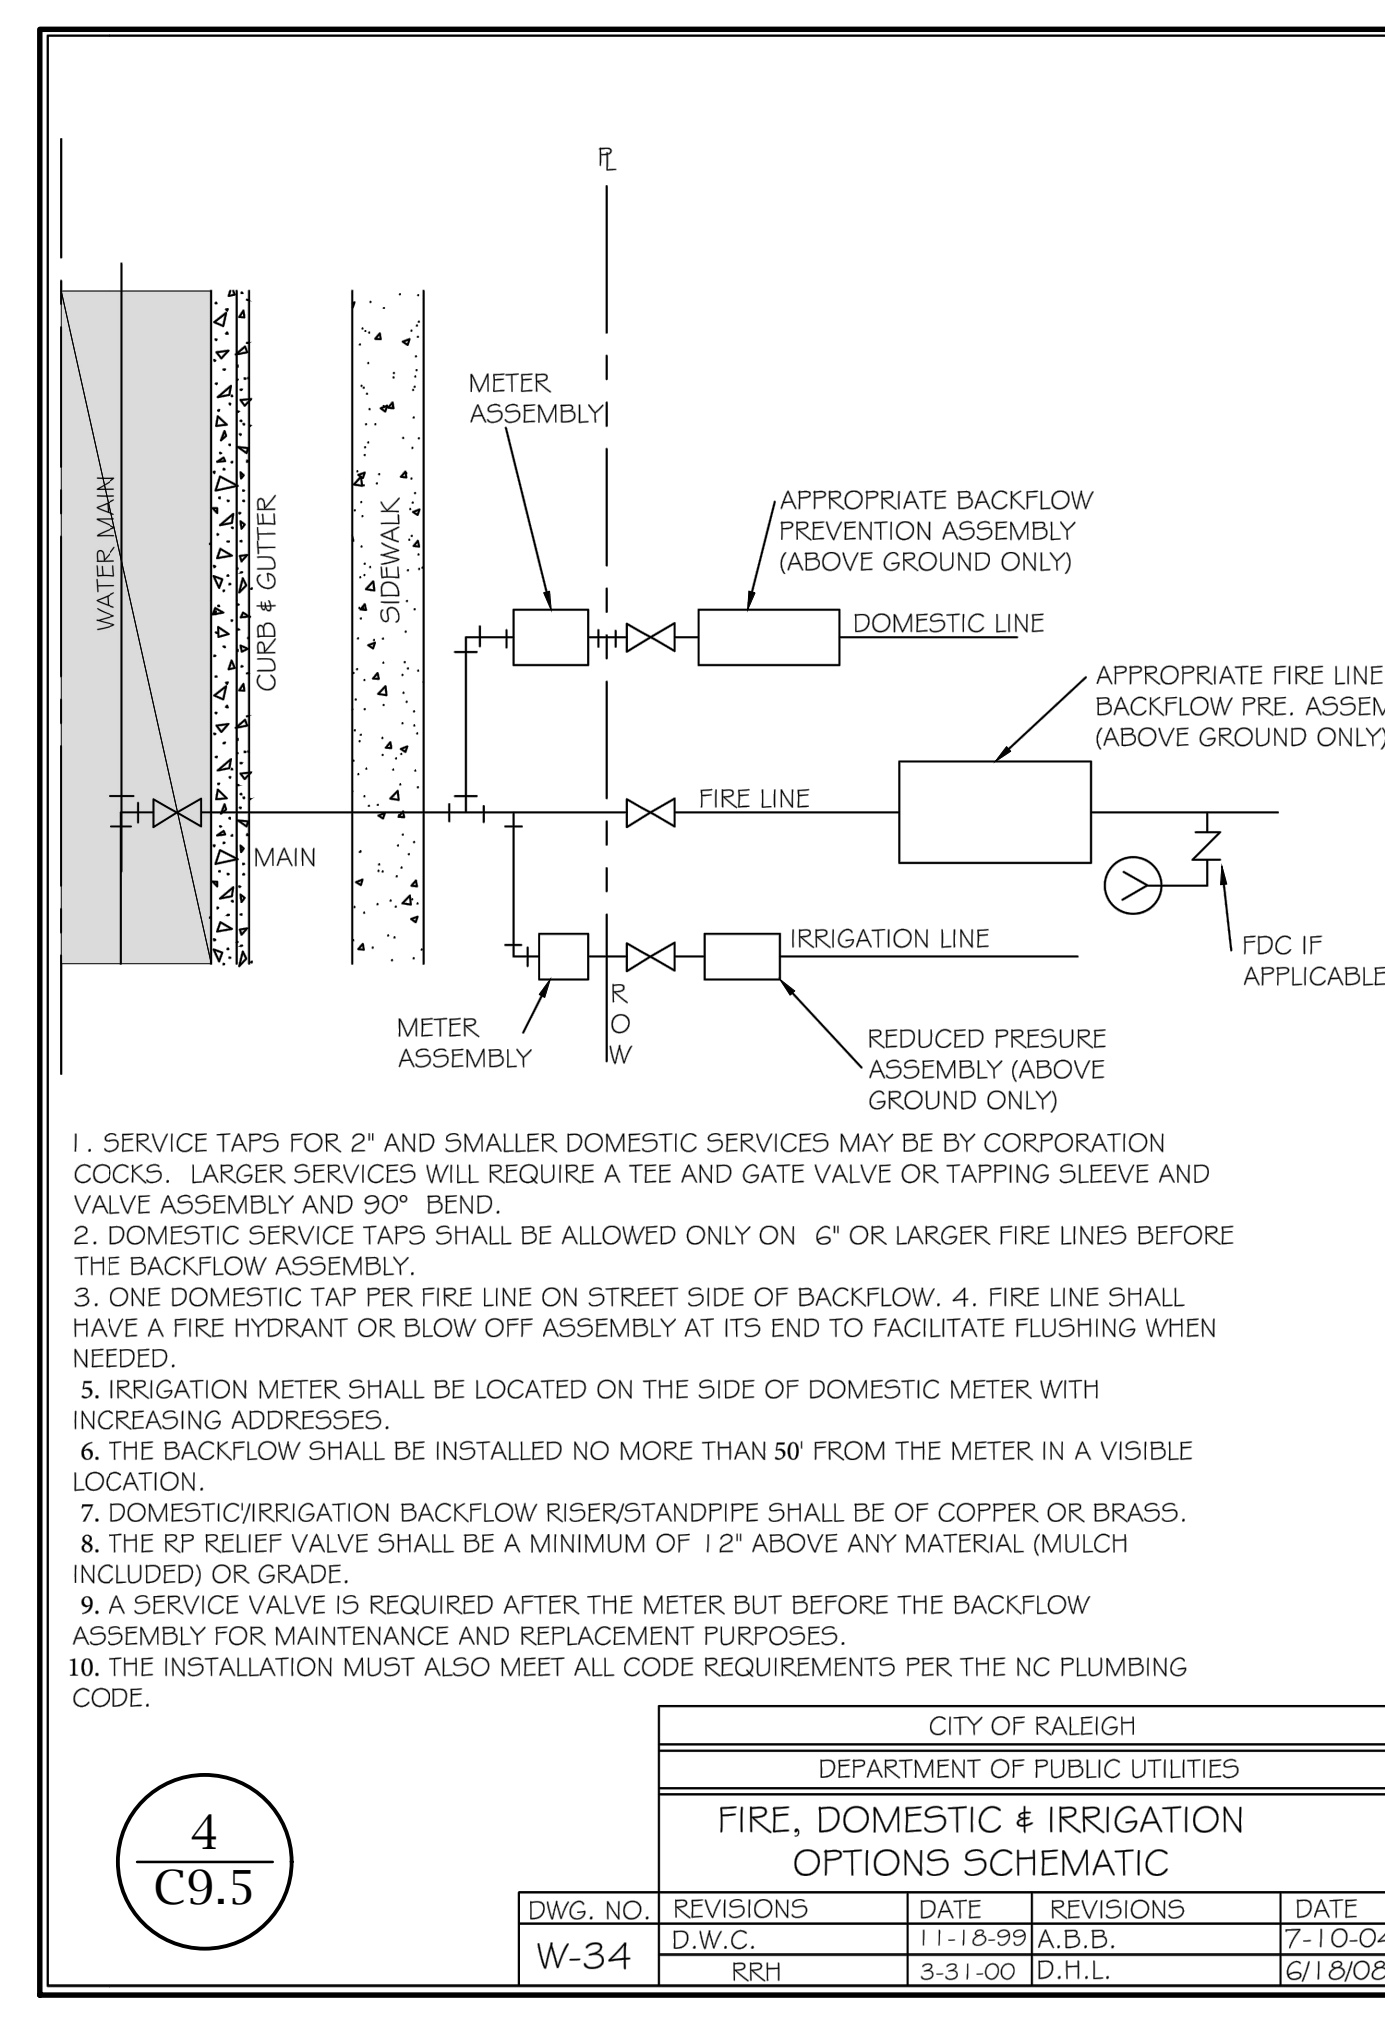 PL
METER
ASSEMBLY
WATER MAIN
CURB & GUTTER
SIDEWALK
APPROPRIATE BACKFLOW
PREVENTION ASSEMBLY
(ABOVE GROUND ONLY)
DOMESTIC LINE
APPROPRIATE FIRE LINE
BACKFLOW PRE. ASSEM
(ABOVE GROUND ONLY)
FIRE LINE
MAIN
IRRIGATION LINE
FDC IF
APPLICABLE
ROW
METER
ASSEMBLY
REDUCED PRESURE
ASSEMBLY (ABOVE
GROUND ONLY)
1. SERVICE TAPS FOR 2" AND SMALLER DOMESTIC SERVICES MAY BE BY CORPORATION
COCKS. LARGER SERVICES WILL REQUIRE A TEE AND GATE VALVE OR TAPPING SLEEVE AND
VALVE ASSEMBLY AND 90° BEND.
2. DOMESTIC SERVICE TAPS SHALL BE ALLOWED ONLY ON 6" OR LARGER FIRE LINES BEFORE
THE BACKFLOW ASSEMBLY.
3. ONE DOMESTIC TAP PER FIRE LINE ON STREET SIDE OF BACKFLOW. 4. FIRE LINE SHALL
HAVE A FIRE HYDRANT OR BLOW OFF ASSEMBLY AT ITS END TO FACILITATE FLUSHING WHEN
NEEDED.
5. IRRIGATION METER SHALL BE LOCATED ON THE SIDE OF DOMESTIC METER WITH
INCREASING ADDRESSES.
6. THE BACKFLOW SHALL BE INSTALLED NO MORE THAN 50' FROM THE METER IN A VISIBLE
LOCATION.
7. DOMESTIC'/IRRIGATION BACKFLOW RISER/STANDPIPE SHALL BE OF COPPER OR BRASS.
8. THE RP RELIEF VALVE SHALL BE A MINIMUM OF 12" ABOVE ANY MATERIAL (MULCH
INCLUDED) OR GRADE.
9. A SERVICE VALVE IS REQUIRED AFTER THE METER BUT BEFORE THE BACKFLOW
ASSEMBLY FOR MAINTENANCE AND REPLACEMENT PURPOSES.
10. THE INSTALLATION MUST ALSO MEET ALL CODE REQUIREMENTS PER THE NC PLUMBING
CODE.
CITY OF RALEIGH
DEPARTMENT OF PUBLIC UTILITIES
FIRE, DOMESTIC & IRRIGATION
OPTIONS SCHEMATIC
4
C9.5
DWG. NO. REVISIONS DATE REVISIONS DATE
W-34 D.W.C. 11-18-99 A.B.B. 7-10-04
RRH 3-31-00 D.H.L. 6/18/08